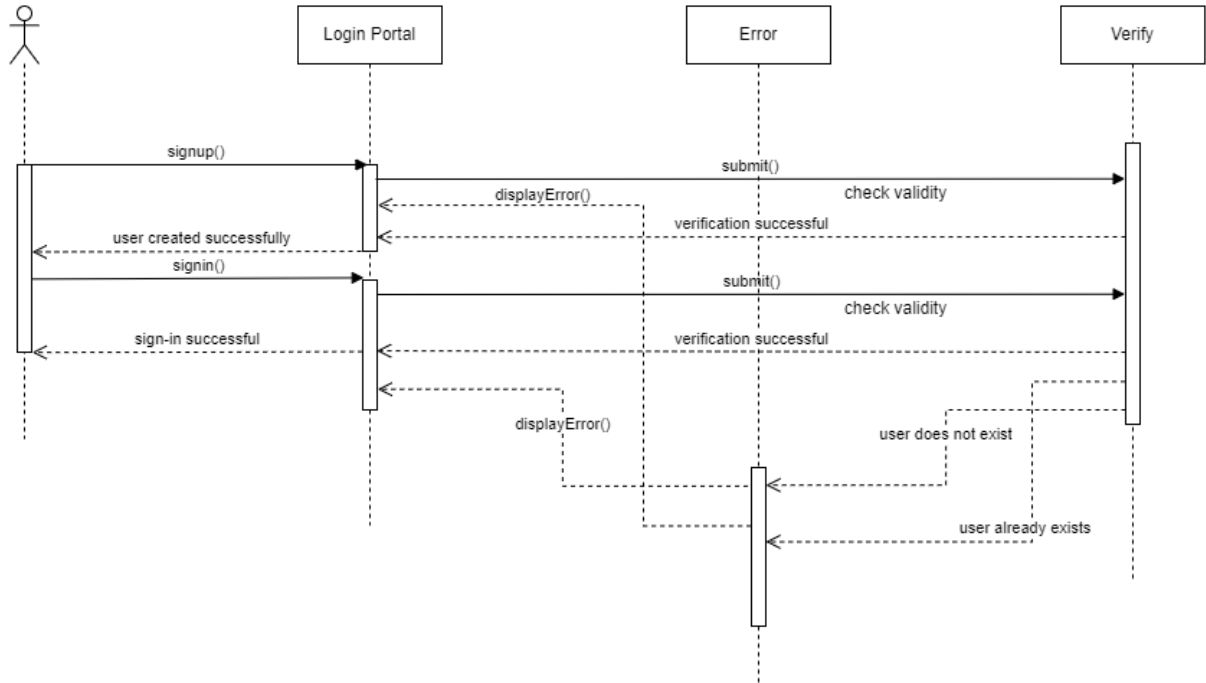 Login Portal
Error
Verify
signup()
submit()
check validity
displayError()
verification successful
user created successfully
signin()
submit()
check validity
sign-in successful
verification successful
displayError()
user does not exist
user already exists